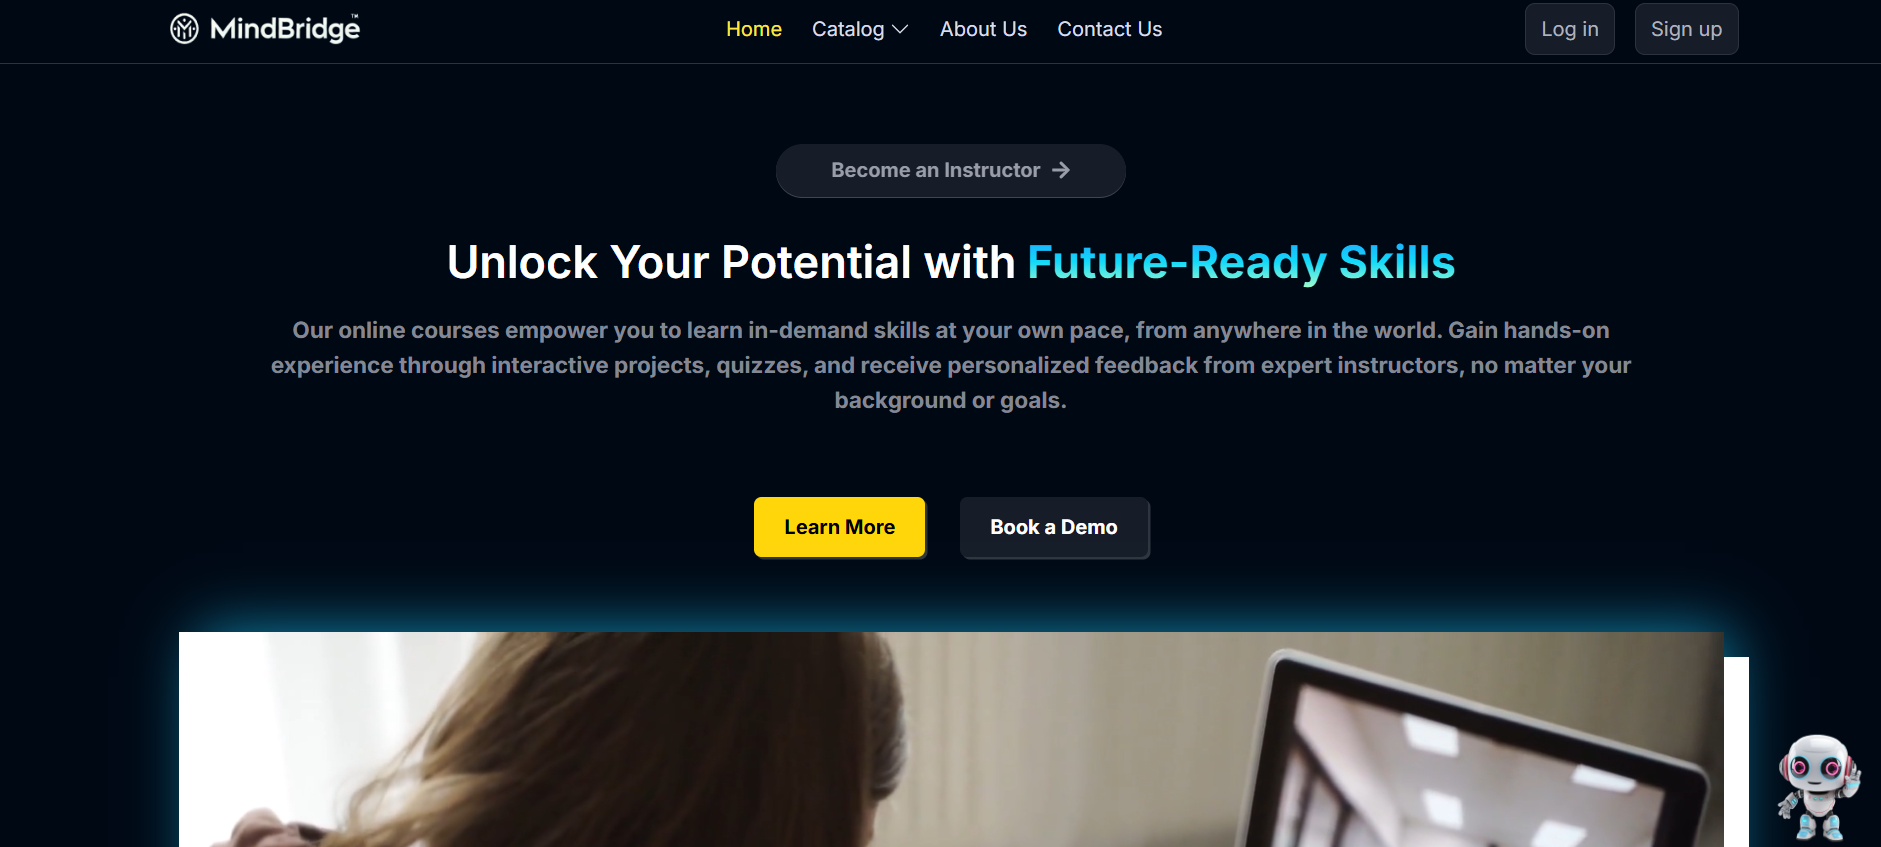 MindBridge™
Home
Catalog
About Us
Contact Us
Log in
Sign up
Become an Instructor →
Unlock Your Potential with Future-Ready Skills
Our online courses empower you to learn in-demand skills at your own pace, from anywhere in the world. Gain hands-on
experience through interactive projects, quizzes, and receive personalized feedback from expert instructors, no matter your
background or goals.
Learn More
Book a Demo